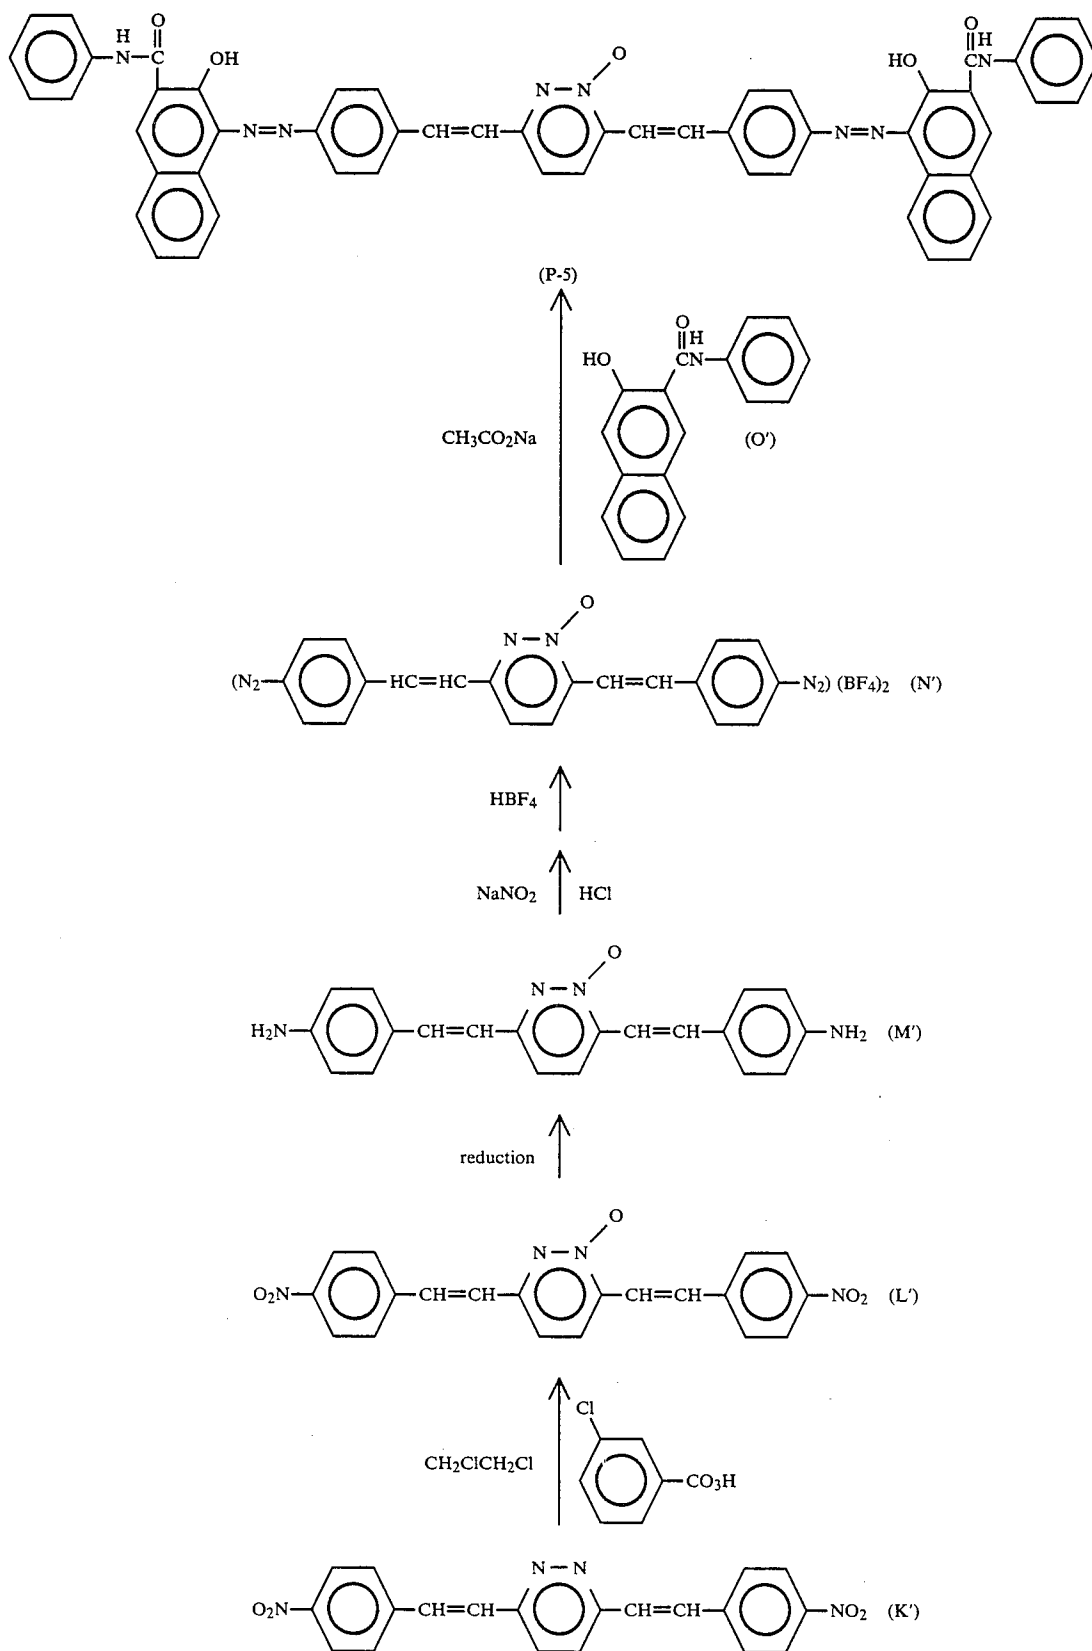 O O
H H
N—C OH HO CN
O
N—N
N=N CH=CH CH=CH N=N
(P-5)
O
H
HO CN
CH₃CO₂Na (O′)
O
N—N
(N₂ HC=HC CH=CH N₂) (BF₄)₂ (N′)
HBF₄
NaNO₂ HCl
O
N—N
H₂N CH=CH CH=CH NH₂ (M′)
reduction
O
N—N
O₂N CH=CH CH=CH NO₂ (L′)
Cl
CH₂ClCH₂Cl CO₃H
N—N
O₂N CH=CH CH=CH NO₂ (K′)